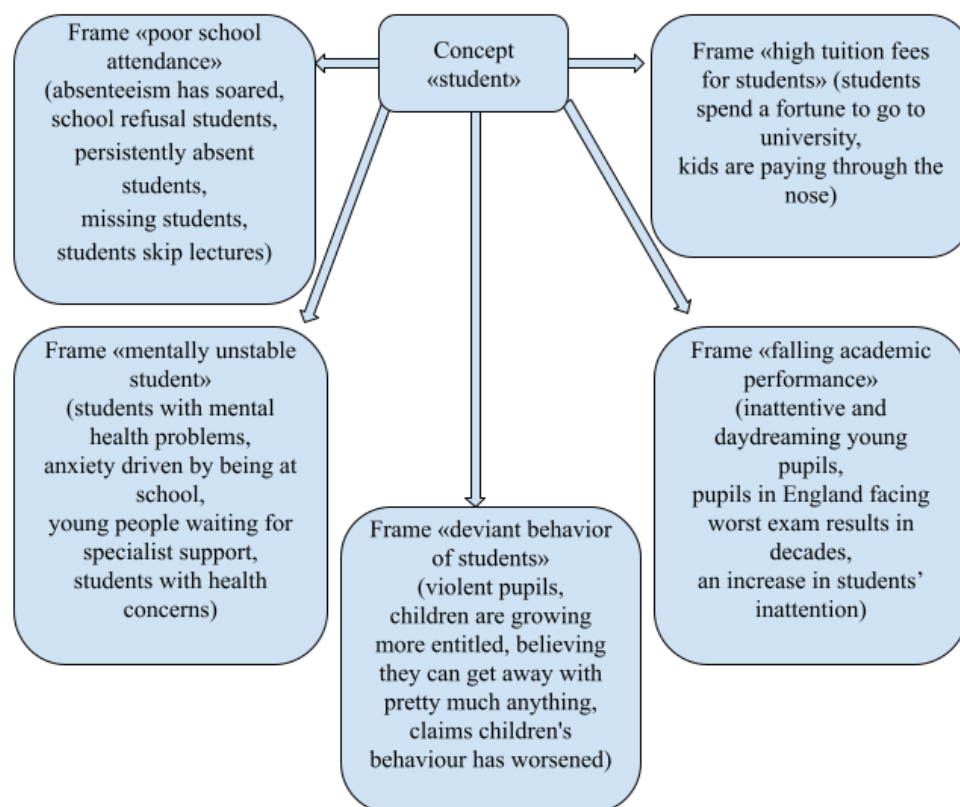 Frame «poor school
attendance»
(absenteeism has soared,
school refusal students,
persistently absent
students,
missing students,
students skip lectures)
Concept
«student»
Frame «high tuition fees
for students» (students
spend a fortune to go to
university,
kids are paying through the
nose)
Frame «mentally unstable
student»
(students with mental
health problems,
anxiety driven by being at
school,
young people waiting for
specialist support,
students with health
concerns)
Frame «deviant behavior
of students»
(violent pupils,
children are growing
more entitled, believing
they can get away with
pretty much anything,
claims children's
behaviour has worsened)
Frame «falling academic
performance»
(inattentive and
daydreaming young
pupils,
pupils in England facing
worst exam results in
decades,
an increase in students’
inattention)